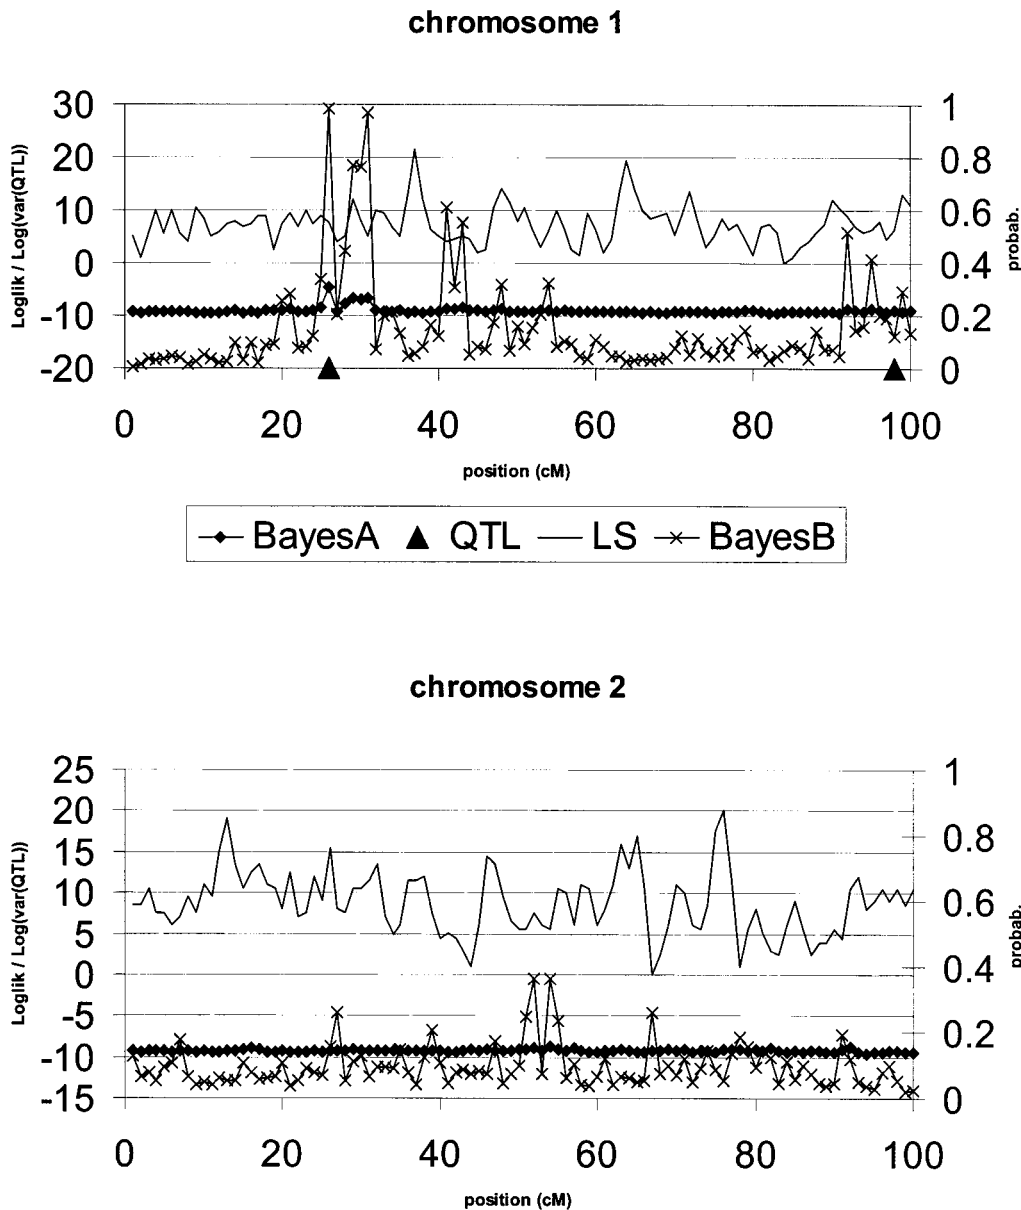 chromosome 1
30
20
10
0
-10
-20
1
0.8
0.6
0.4
0.2
0
Loglik / Log(var(QTL))
probab.
0 20 40 60 80 100
position (cM)
BayesA QTL LS BayesB
chromosome 2
25
20
15
10
5
0
-5
-10
-15
1
0.8
0.6
0.4
0.2
0
Loglik / Log(var(QTL))
probab.
0 20 40 60 80 100
position (cM)